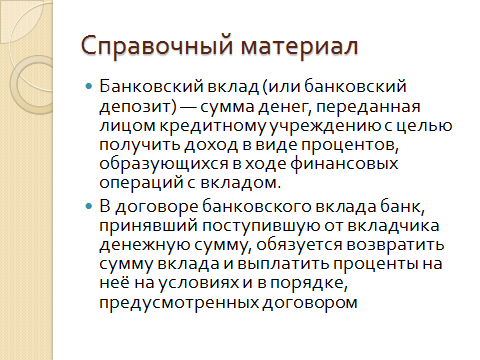 Справочный материал
Банковский вклад (или банковский
депозит) — сумма денег, переданная
лицом кредитному учреждению с целью
получить доход в виде процентов,
образующихся в ходе финансовых
операций с вкладом.
В договоре банковского вклада банк,
принявший поступившую от вкладчика
денежную сумму, обязуется возвратить
сумму вклада и выплатить проценты на
неё на условиях и в порядке,
предусмотренных договором